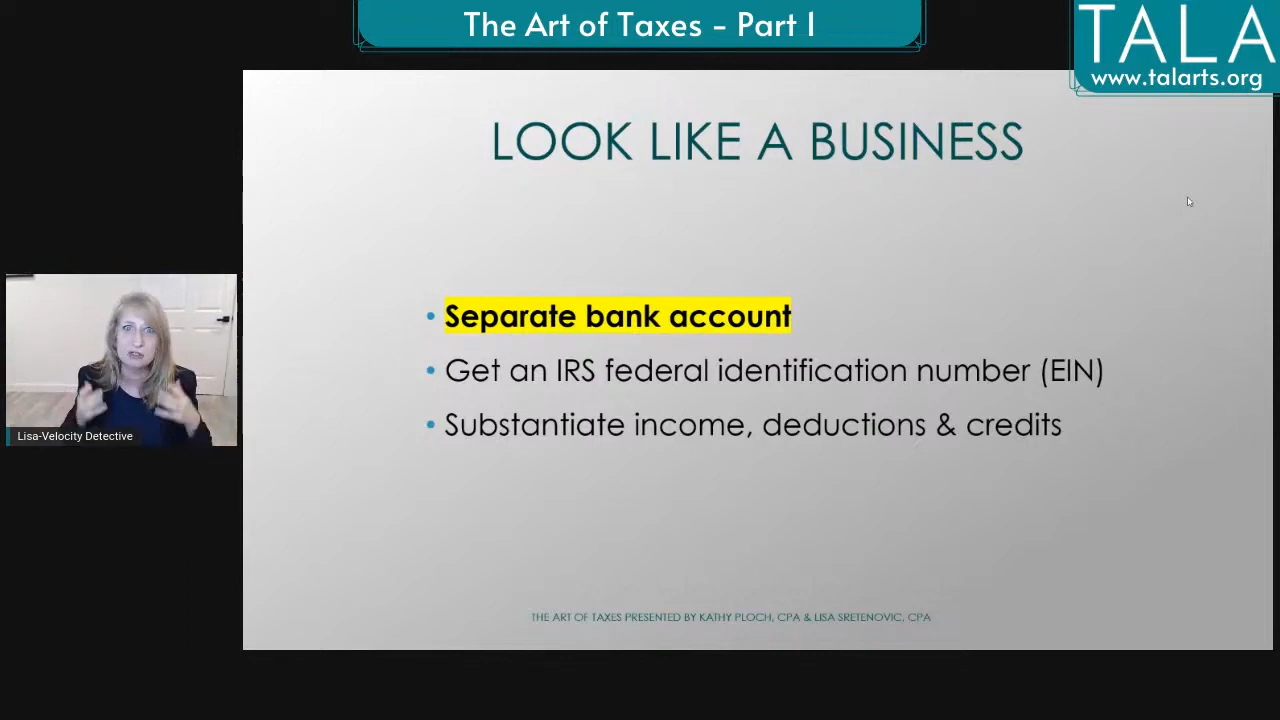 The Art of Taxes - Part 1
TALA
www.talarts.org
LOOK LIKE A BUSINESS
• Separate bank account
• Get an IRS federal identification number (EIN)
• Substantiate income, deductions & credits
Lisa-Velocity Detective
THE ART OF TAXES PRESENTED BY KATHY PLOCH, CPA & LISA SRETENOVIC, CPA